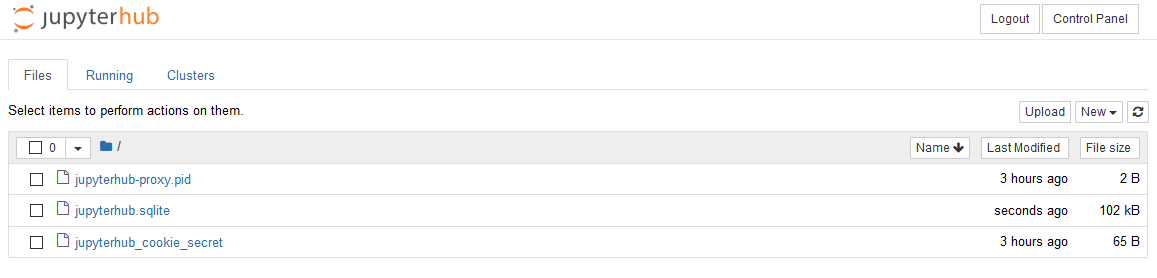 jupyterhub Logout Control Panel
Files Running Clusters
Select items to perform actions on them. Upload New
0 / Name Last Modified File size
jupyterhub-proxy.pid 3 hours ago 2 B
jupyterhub.sqlite seconds ago 102 kB
jupyterhub_cookie_secret 3 hours ago 65 B